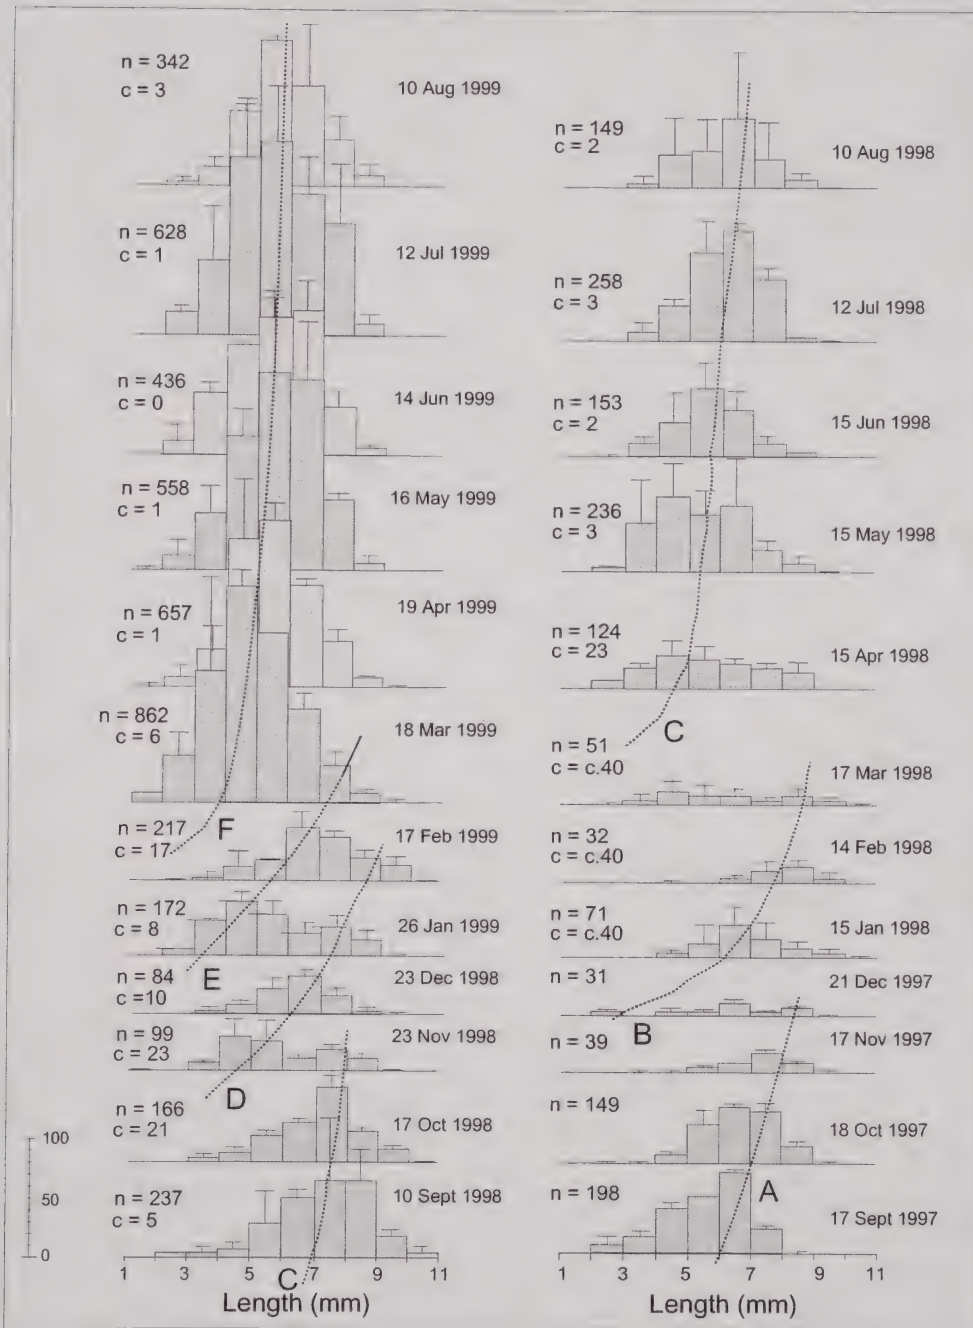 n = 342
c = 3
10 Aug 1999
n = 628
c = 1
12 Jul 1999
n = 436
c = 0
14 Jun 1999
n = 558
c = 1
16 May 1999
n = 657
c = 1
19 Apr 1999
n = 862
c = 6
18 Mar 1999
F
n = 217
c = 17
17 Feb 1999
n = 172
c = 8
26 Jan 1999
E
n = 84
c =10
23 Dec 1998
n = 99
c = 23
23 Nov 1998
D
n = 166
c = 21
17 Oct 1998
n = 237
c = 5
10 Sept 1998
C
100
50
0
1 3 5 7 9 11
Length (mm)
n = 149
c = 2
10 Aug 1998
n = 258
c = 3
12 Jul 1998
n = 153
c = 2
15 Jun 1998
n = 236
c = 3
15 May 1998
n = 124
c = 23
15 Apr 1998
C
n = 51
c = c.40
17 Mar 1998
n = 32
c = c.40
14 Feb 1998
n = 71
c = c.40
15 Jan 1998
n = 31
21 Dec 1997
B
n = 39
17 Nov 1997
n = 149
18 Oct 1997
A
n = 198
17 Sept 1997
1 3 5 7 9 11
Length (mm)